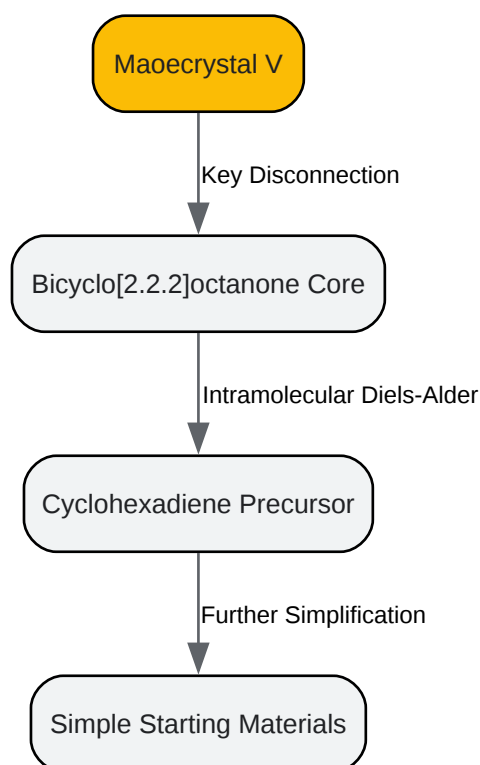 Maoecrystal V
Key Disconnection
Bicyclo[2.2.2]octanone Core
Intramolecular Diels-Alder
Cyclohexadiene Precursor
Further Simplification
Simple Starting Materials